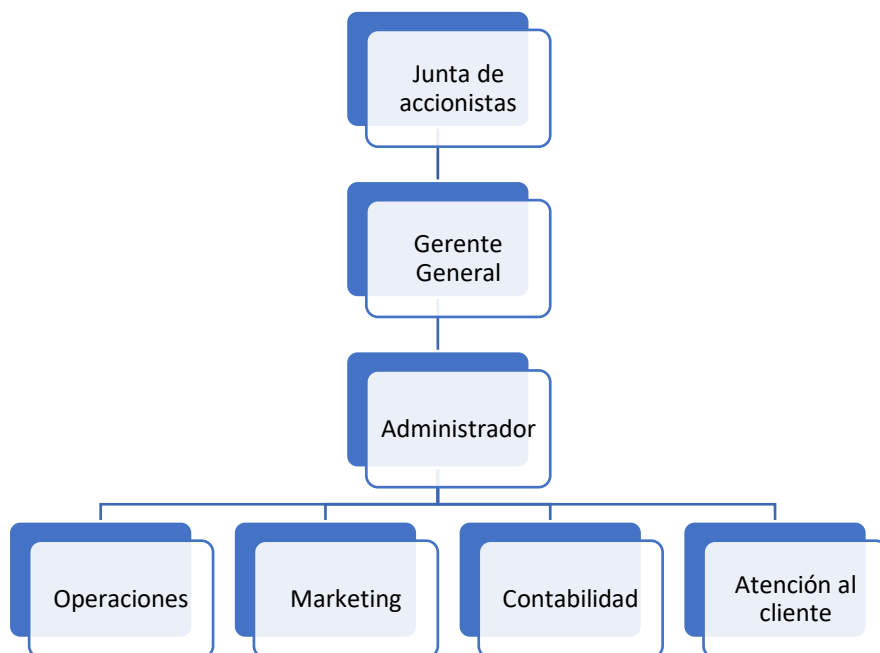 Junta de
accionistas
Gerente
General
Administrador
Operaciones
Marketing
Contabilidad
Atención al
cliente